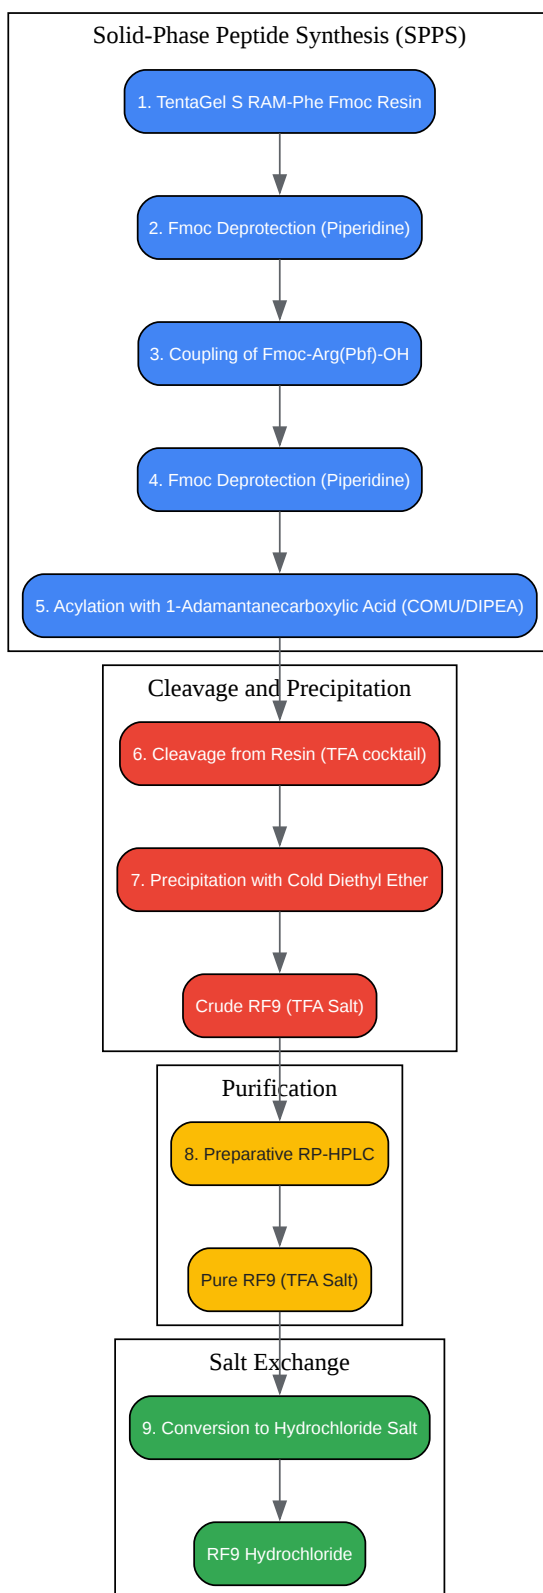 Solid-Phase Peptide Synthesis (SPPS)
1. TentaGel S RAM-Phe Fmoc Resin
2. Fmoc Deprotection (Piperidine)
3. Coupling of Fmoc-Arg(Pbf)-OH
4. Fmoc Deprotection (Piperidine)
5. Acylation with 1-Adamantanecarboxylic Acid (COMU/DIPEA)
Cleavage and Precipitation
6. Cleavage from Resin (TFA cocktail)
7. Precipitation with Cold Diethyl Ether
Crude RF9 (TFA Salt)
Purification
8. Preparative RP-HPLC
Pure RF9 (TFA Salt)
Salt Exchange
9. Conversion to Hydrochloride Salt
RF9 Hydrochloride